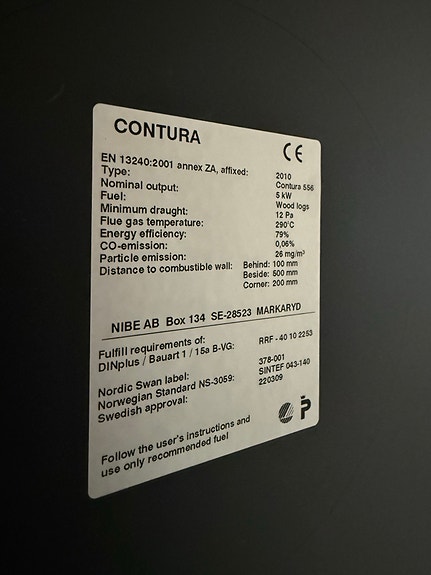 CONTURA CE
EN 13240:2001 annex ZA, affixed: 2010
Type: Contura 556
Nominal output: 5 kW
Fuel: Wood logs
Minimum draught: 12 Pa
Flue gas temperature: 290°C
Energy efficiency: 79%
CO-emission: 0,06%
Particle emission: 26 mg/m³
Distance to combustible wall: Behind: 100 mm
Beside: 500 mm
Corner: 200 mm
NIBE AB Box 134 SE-28523 MARKARYD
Fulfill requirements of:
DINplus / Bauart 1 / 15a B-VG: RRF - 40 10 2253
Nordic Swan label: 378-001
Norwegian Standard NS-3059: SINTEF 043-140
Swedish approval: 220309
Follow the user's instructions and
use only recommended fuel